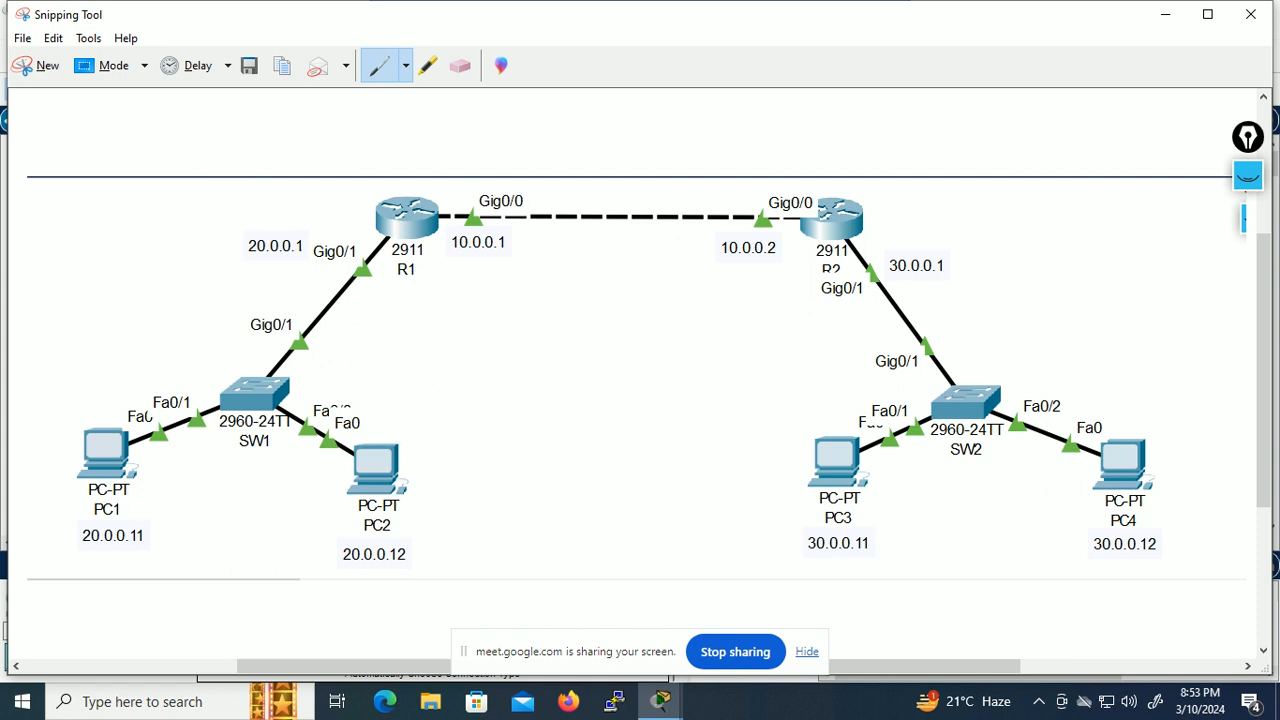 Snipping Tool
File Edit Tools Help
New Mode Delay
Gig0/0
Gig0/0
20.0.0.1
Gig0/1
2911
R1
10.0.0.1
10.0.0.2
2911
R2
30.0.0.1
Gig0/1
Gig0/1
Gig0/1
Fa0/1
2960-24TT
SW1
Fa0
PC-PT
PC1
20.0.0.11
PC-PT
PC2
20.0.0.12
Fa0/1
2960-24TT
SW2
Fa0/2
Fa0
PC-PT
PC3
30.0.0.11
PC-PT
PC4
30.0.0.12
meet.google.com is sharing your screen. Stop sharing Hide
Type here to search
1
21°C Haze
8:53 PM
3/10/2024
4